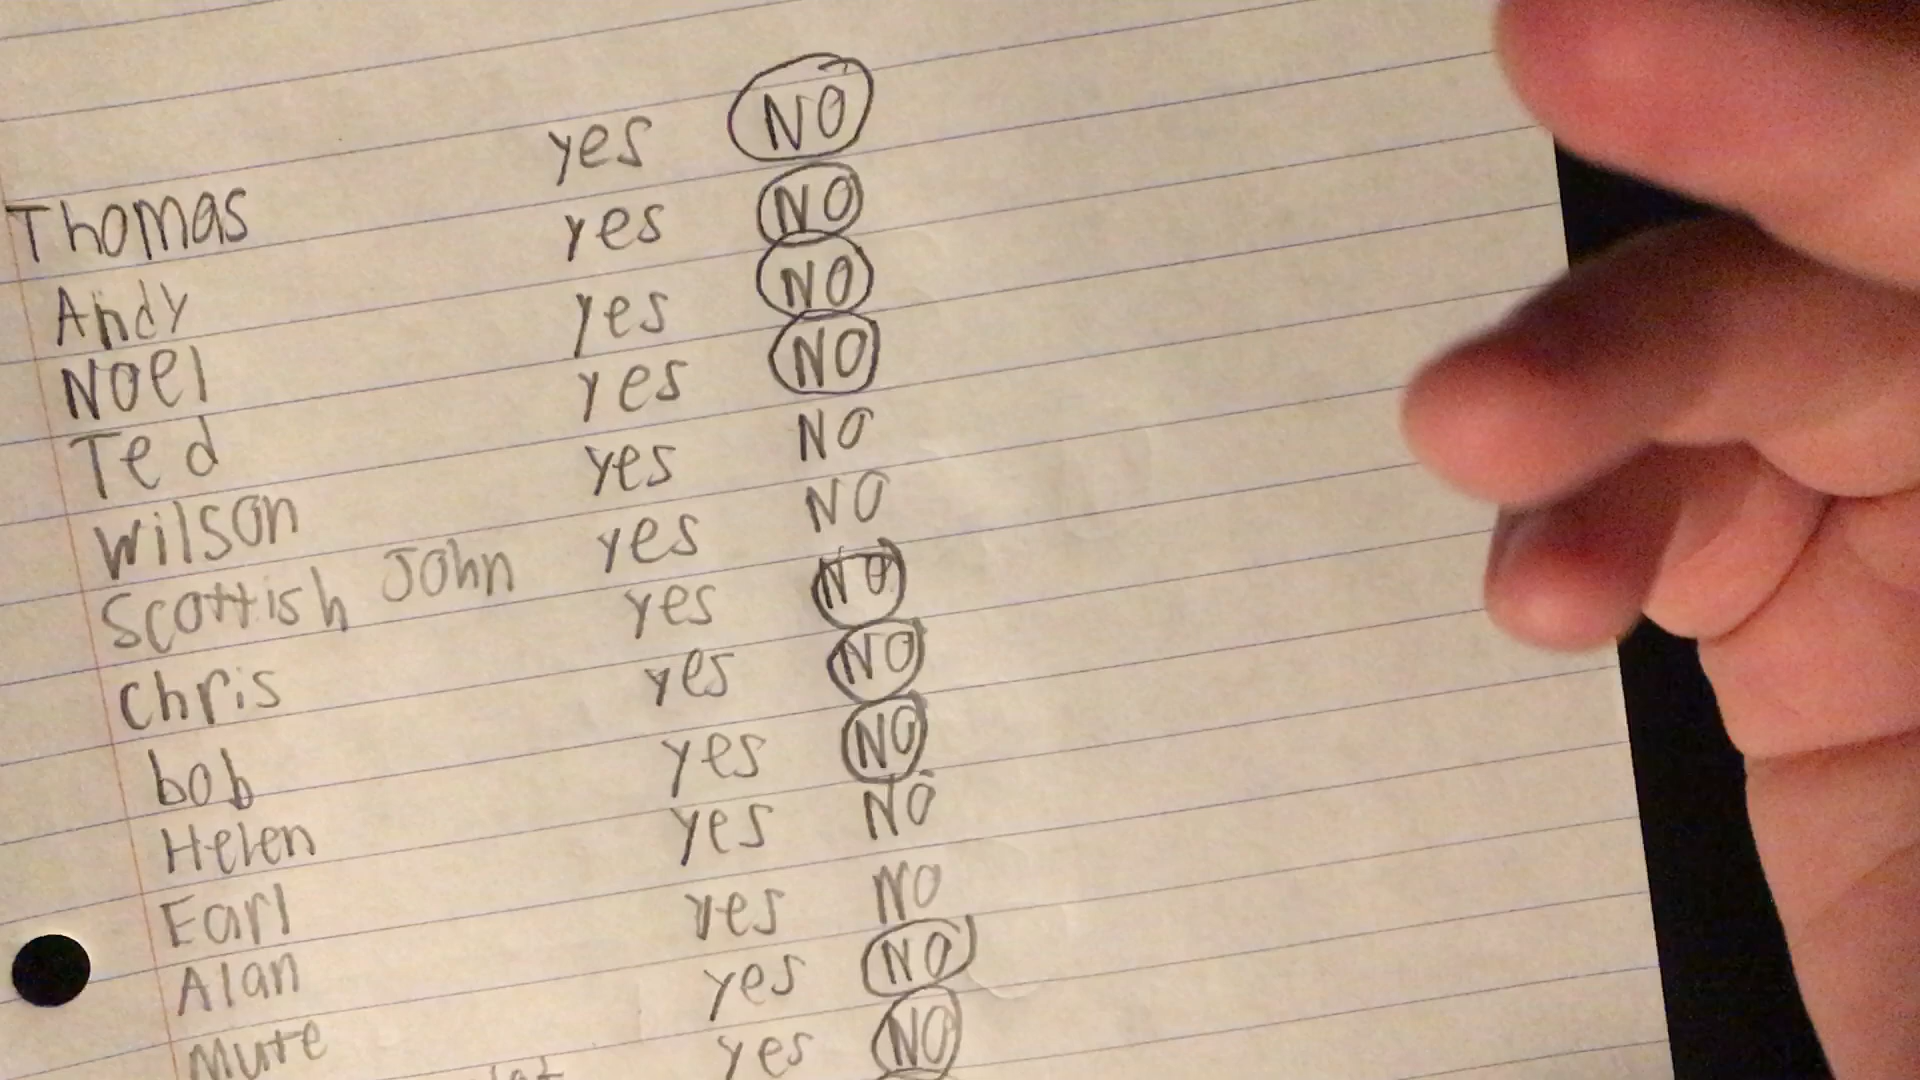 Thomas yes NO
Andy yes NO
Noel yes NO
Ted yes NO
Wilson yes NO
Scottish John yes NO
Chris yes NO
bob yes NO
Helen yes NO
Earl yes NO
Alan yes NO
Mute yes NO
yes NO